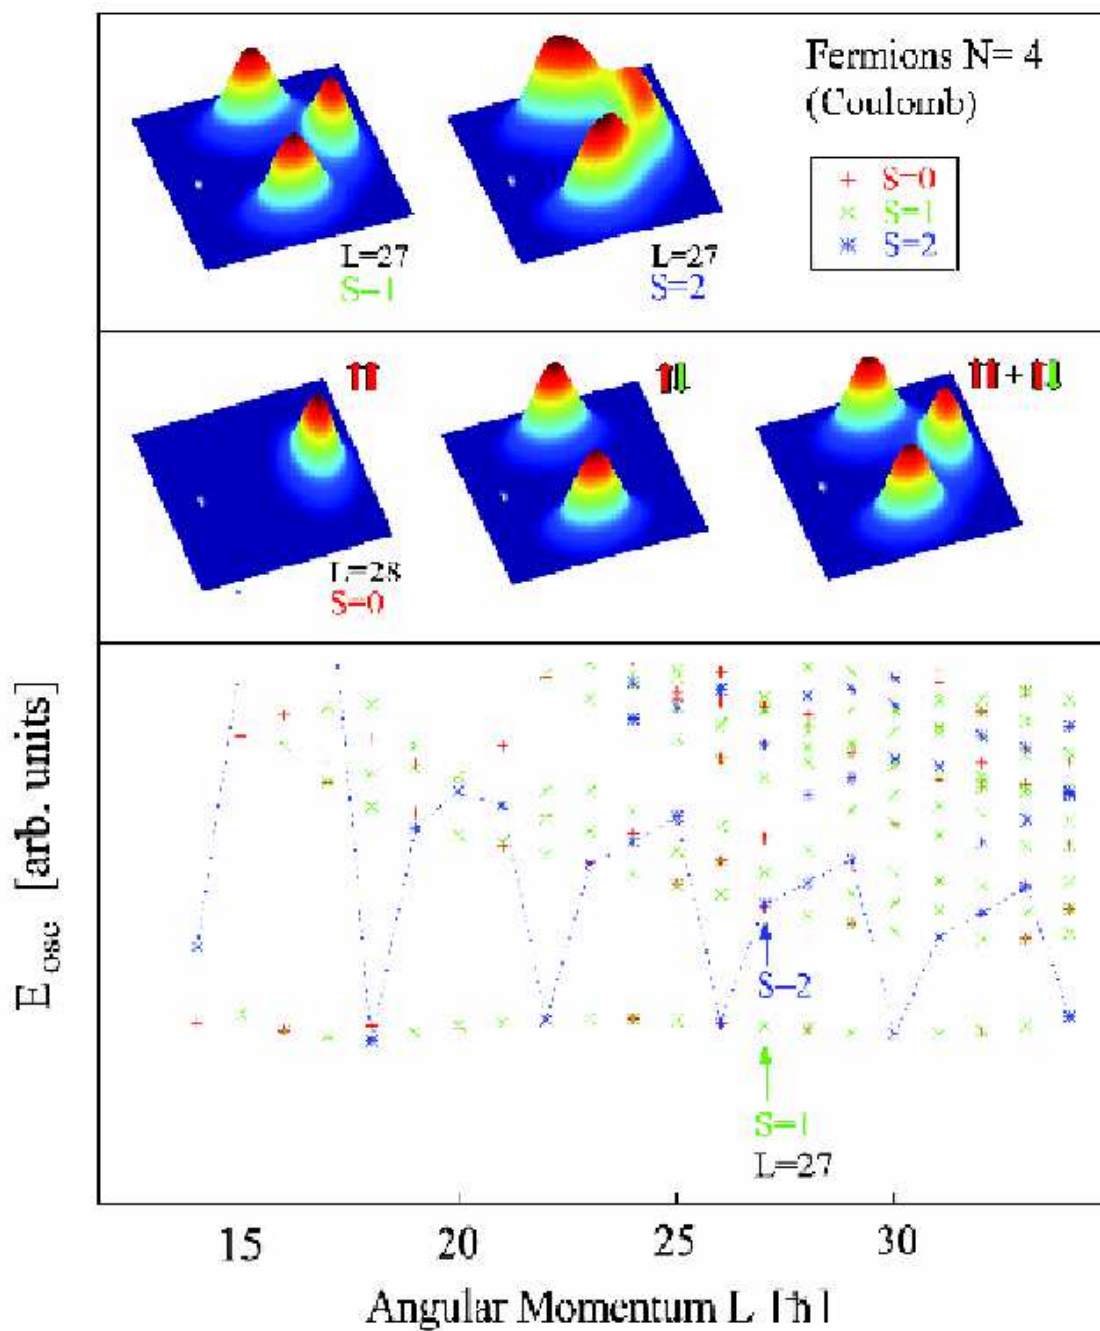 Fermions N= 4
(Coulomb)
+ S=0
× S=1
* S=2
L=27
S=1
L=27
S=2
⇈
⇅
⇈ + ⇅
L=28
S=0
E osc [arb. units]
S=2
S=1
L=27
15 20 25 30
Angular Momentum L [ħ]